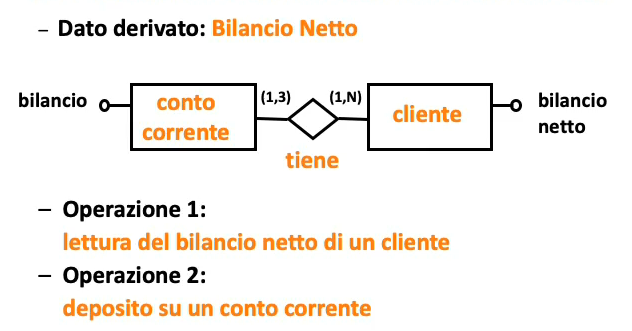 – Dato derivato: Bilancio Netto
bilancio
conto
corrente
(1,3)
(1,N)
tiene
cliente
bilancio
netto
– Operazione 1:
lettura del bilancio netto di un cliente
– Operazione 2:
deposito su un conto corrente